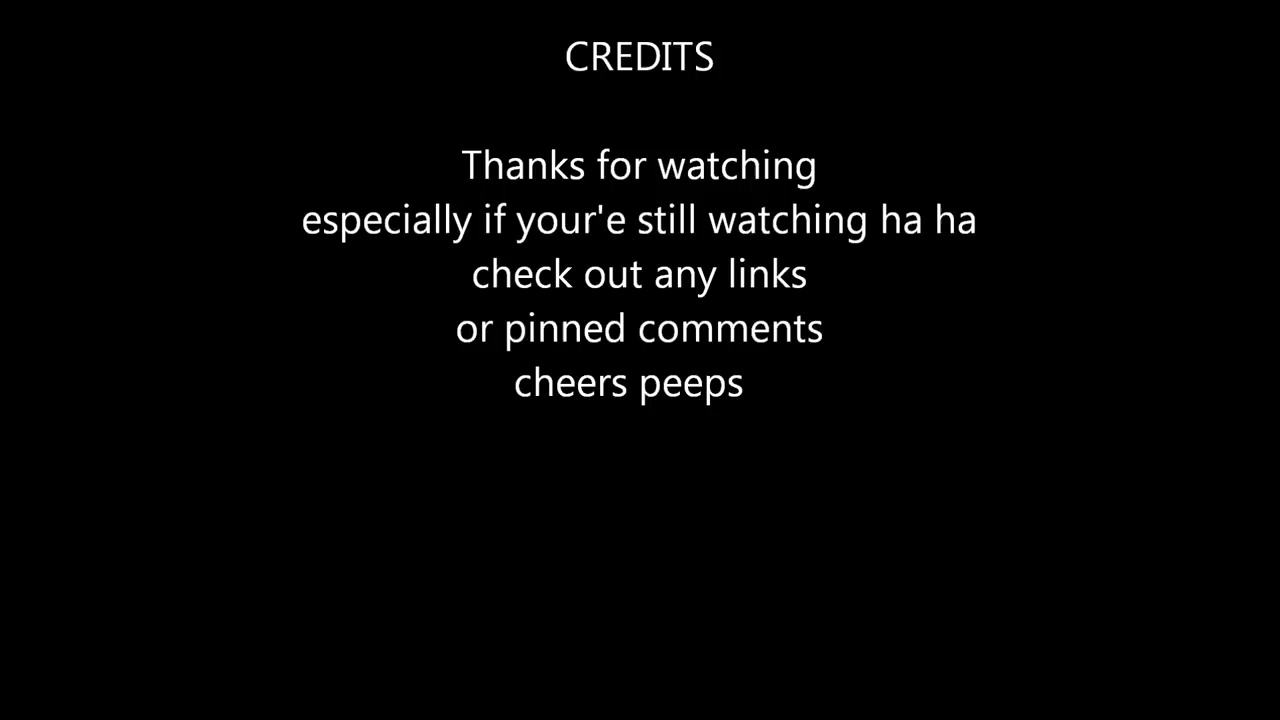 CREDITS
Thanks for watching
especially if your'e still watching ha ha
check out any links
or pinned comments
cheers peeps